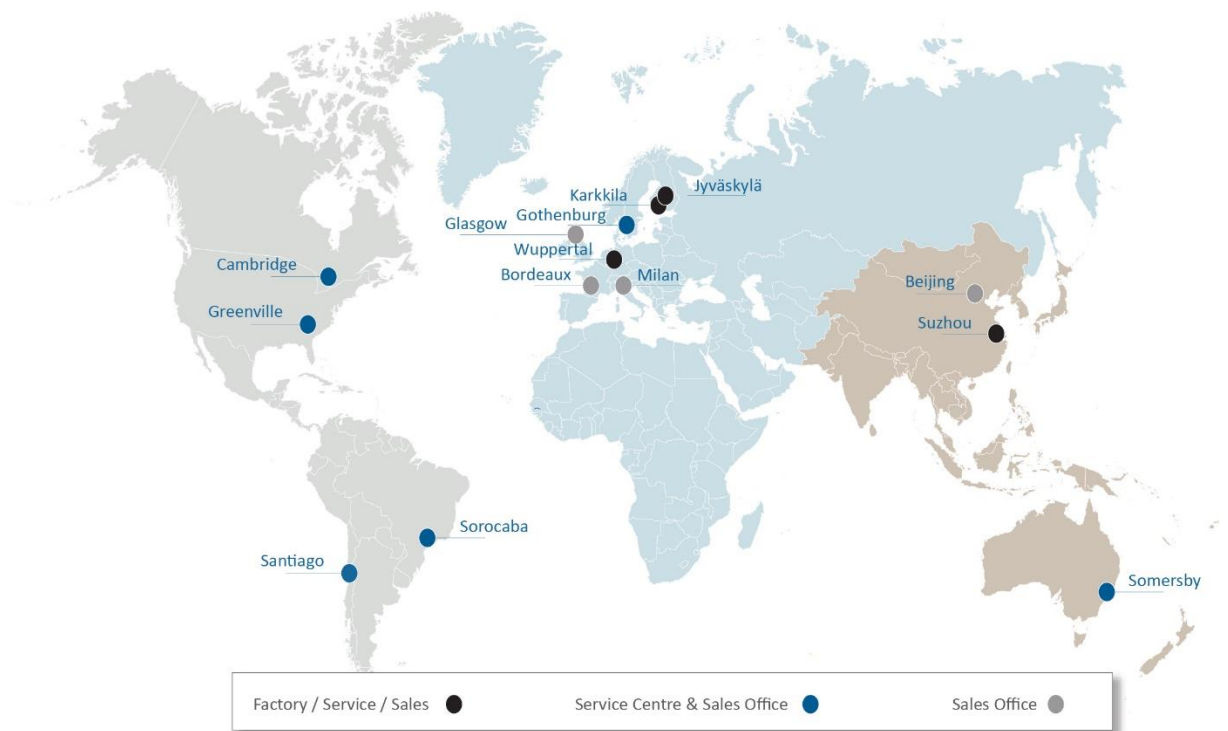 Karkkila
Jyväskylä
Gothenburg
Glasgow
Wuppertal
Cambridge
Bordeaux
Milan
Beijing
Greenville
Suzhou
Sorocaba
Santiago
Somersby
Factory / Service / Sales
Service Centre & Sales Office
Sales Office